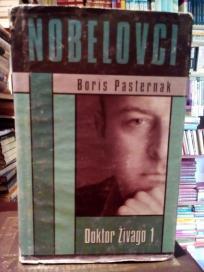 NOBELOVCI
Boris Pasternak
Doktor Živago 1